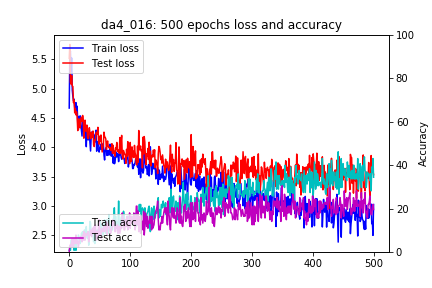 da4_016: 500 epochs loss and accuracy
Train loss
Test loss
Train acc
Test acc
Loss
Accuracy
5.5
5.0
4.5
4.0
3.5
3.0
2.5
100
80
60
40
20
0
0 100 200 300 400 500